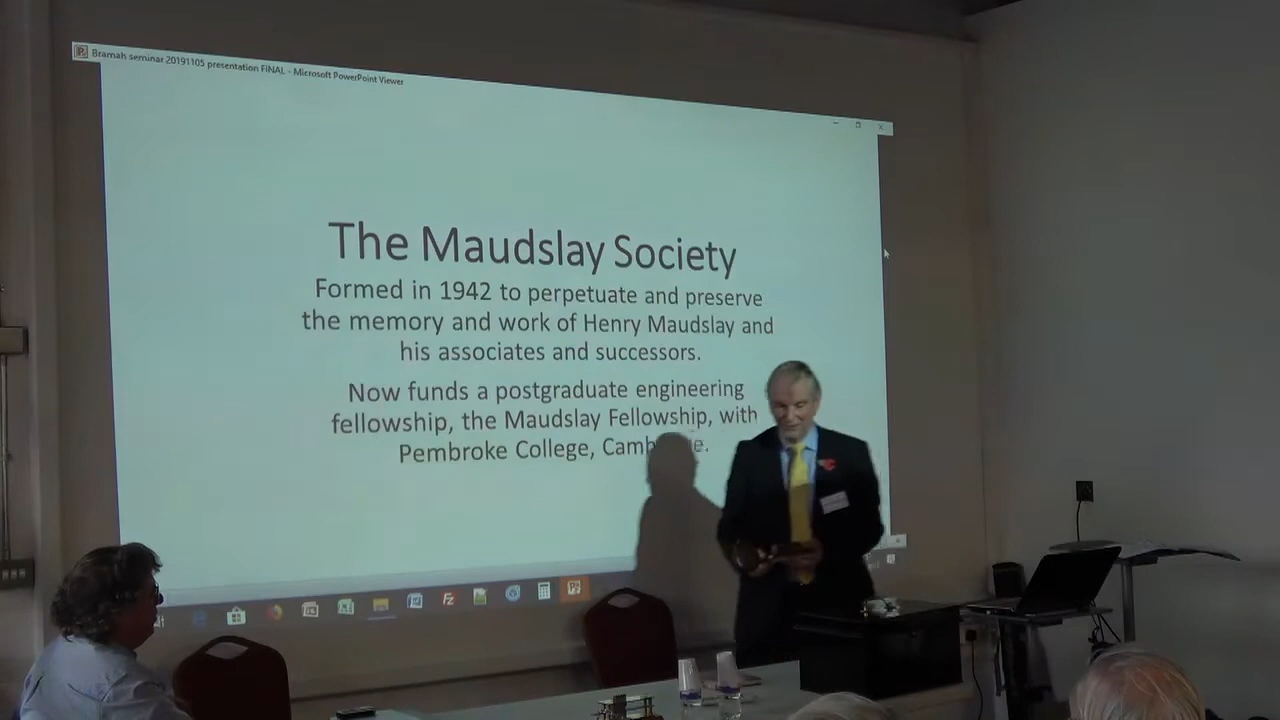 Bramah seminar 20191105 presentation FINAL - Microsoft PowerPoint Viewer
The Maudslay Society
Formed in 1942 to perpetuate and preserve
the memory and work of Henry Maudslay and
his associates and successors.
Now funds a postgraduate engineering
fellowship, the Maudslay Fellowship, with
Pembroke College,